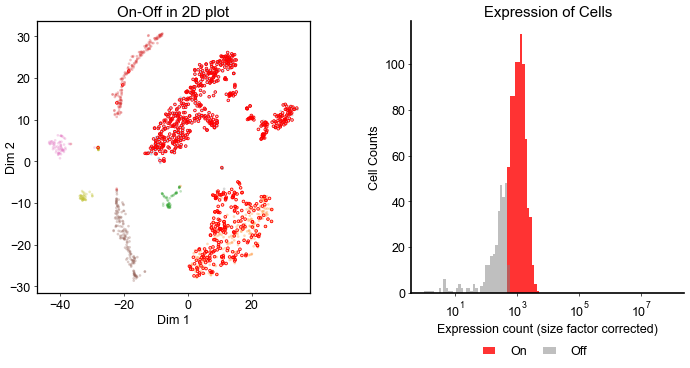 On-Off in 2D plot
30
20
10
0
−10
−20
−30
Dim 2
−40
−20
0
20
Dim 1
Expression of Cells
100
80
60
40
20
0
Cell Counts
10^1
10^3
10^5
10^7
Expression count (size factor corrected)
On
Off